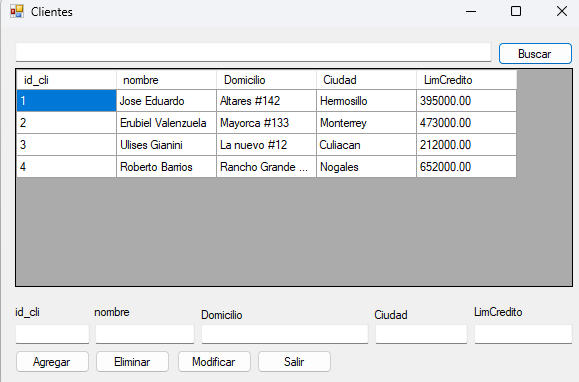 Clientes
Buscar
id_cli nombre Domicilio Ciudad LimCredito
1 Jose Eduardo Altares #142 Hermosillo 395000.00
2 Erubiel Valenzuela Mayorca #133 Monterrey 473000.00
3 Ulises Gianini La nuevo #12 Culiacan 212000.00
4 Roberto Barrios Rancho Grande ... Nogales 652000.00
id_cli nombre Domicilio Ciudad LimCredito
Agregar Eliminar Modificar Salir